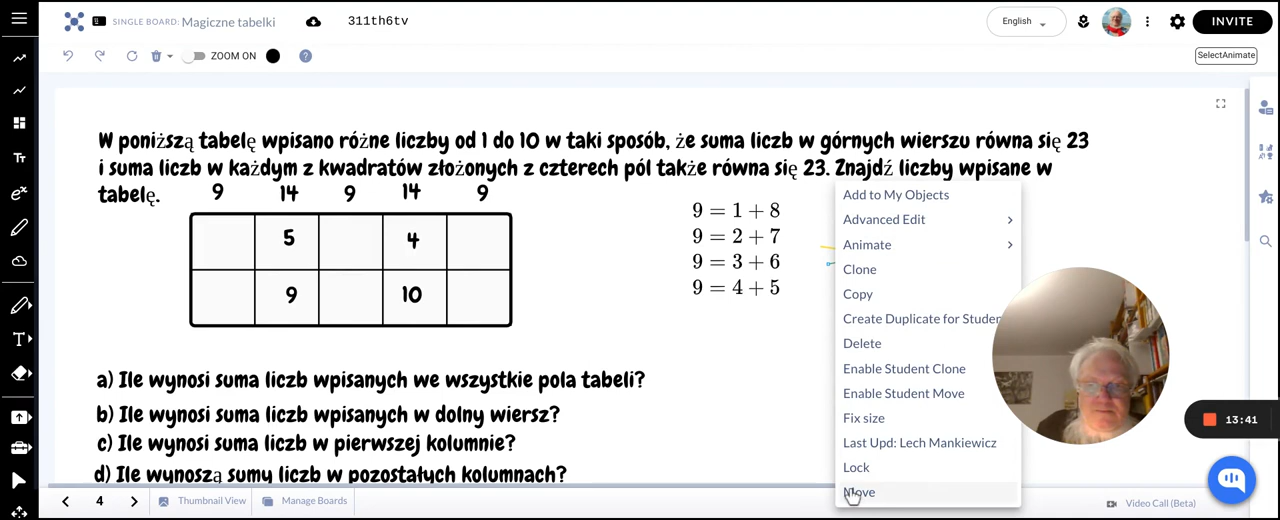 SINGLE BOARD: Magiczne tabelki
311th6tv
English
INVITE
ZOOM ON
SelectAnimate
W poniższą tabelę wpisano różne liczby od 1 do 10 w taki sposób, że suma liczb w górnych wierszu równa się 23
i suma liczb w każdym z kwadratów złożonych z czterech pól także równa się 23. Znajdź liczby wpisane w
tabelę.
9 14 9 14 9
5 4
9 10
9 = 1 + 8
9 = 2 + 7
9 = 3 + 6
9 = 4 + 5
Add to My Objects
Advanced Edit
Animate
Clone
Copy
Create Duplicate for Studen
Delete
Enable Student Clone
Enable Student Move
Fix size
Last Upd: Lech Mankiewicz
Lock
Move
13:41
a) Ile wynosi suma liczb wpisanych we wszystkie pola tabeli?
b) Ile wynosi suma liczb wpisanych w dolny wiersz?
c) Ile wynosi suma liczb w pierwszej kolumnie?
d) Ile wynoszą sumy liczb w pozostałych kolumnach?
4
Thumbnail View
Manage Boards
Video Call (Beta)